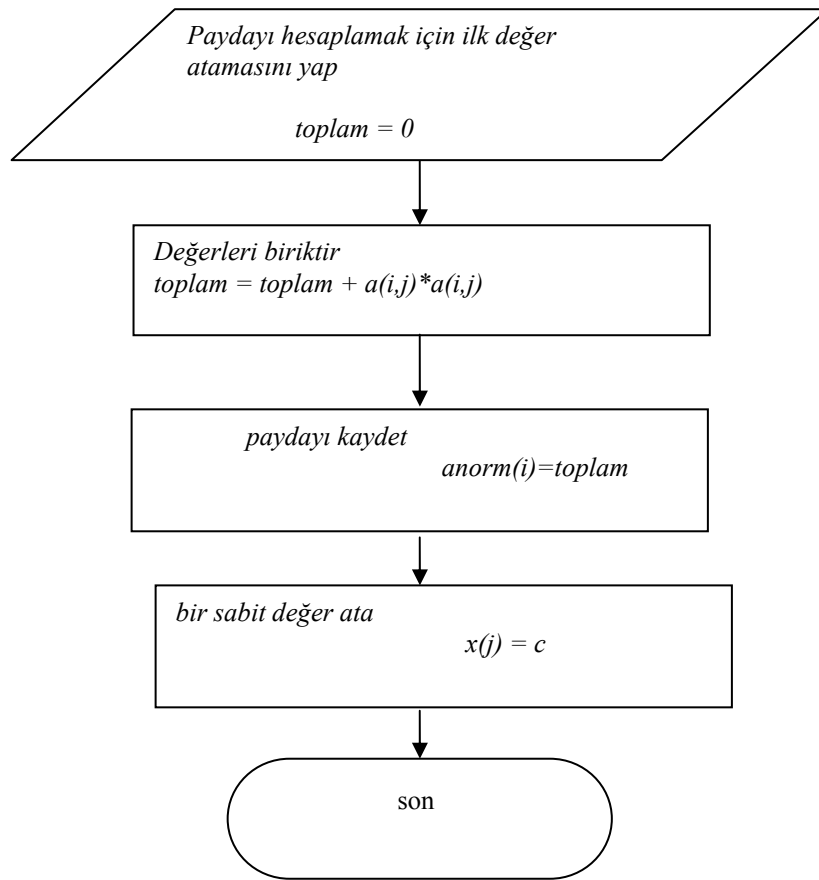 Paydayı hesaplamak için ilk değer
atamasını yap
toplam = 0
Değerleri biriktir
toplam = toplam + a(i,j)*a(i,j)
paydayı kaydet
anorm(i)=toplam
bir sabit değer ata
x(j) = c
son